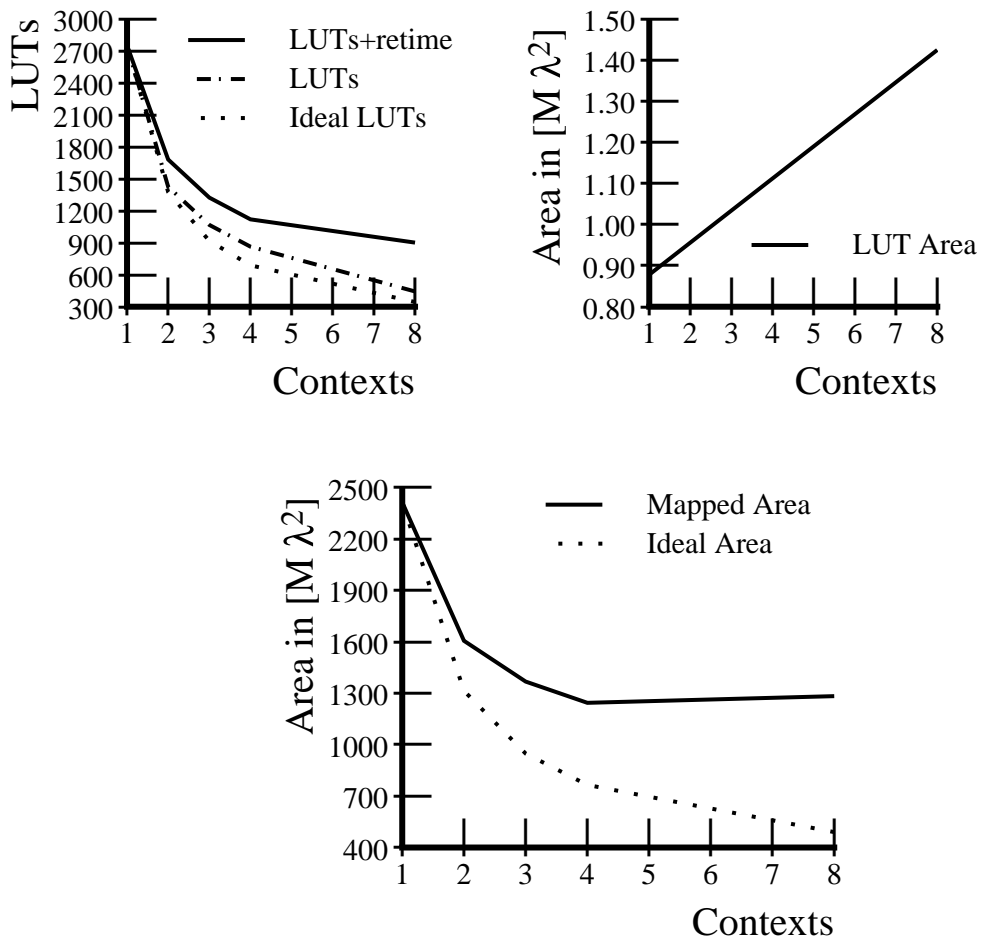 LUTs
3000
2700
2400
2100
1800
1500
1200
900
600
300
1 2 3 4 5 6 7 8
Contexts
LUTs+retime
LUTs
Ideal LUTs
Area in [M λ²]
1.50
1.40
1.30
1.20
1.10
1.00
0.90
0.80
1 2 3 4 5 6 7 8
Contexts
LUT Area
Area in [M λ²]
2500
2200
1900
1600
1300
1000
700
400
1 2 3 4 5 6 7 8
Contexts
Mapped Area
Ideal Area